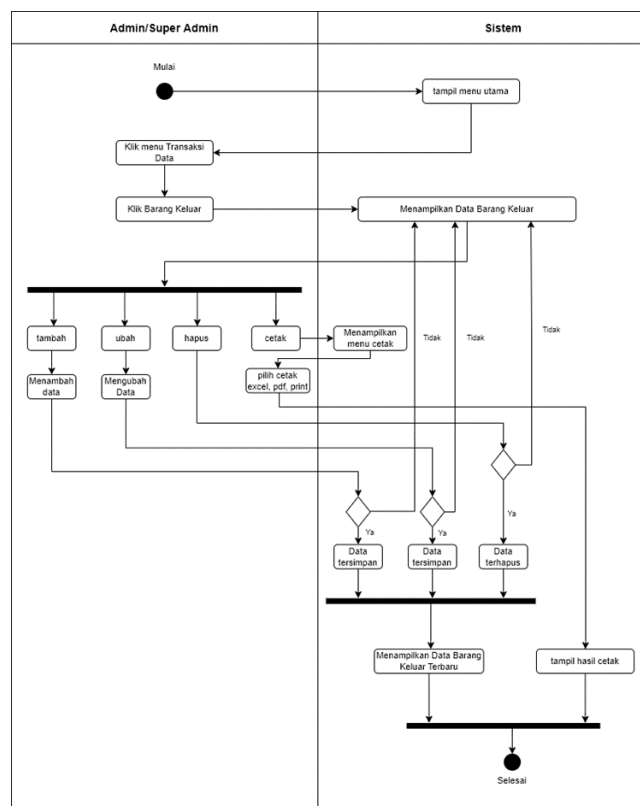 Admin/Super Admin
Sistem
Mulai
tampil menu utama
Klik menu Transaksi
Data
Klik Barang Keluar
Menampilkan Data Barang Keluar
tambah
ubah
hapus
cetak
Menampilkan
menu cetak
Tidak
Tidak
Tidak
Menambah
data
Mengubah
Data
pilih cetak
excel, pdf, print
Ya
Ya
Ya
Data
tersimpan
Data
tersimpan
Data
terhapus
Menampilkan Data Barang
Keluar Terbaru
tampil hasil cetak
Selesai